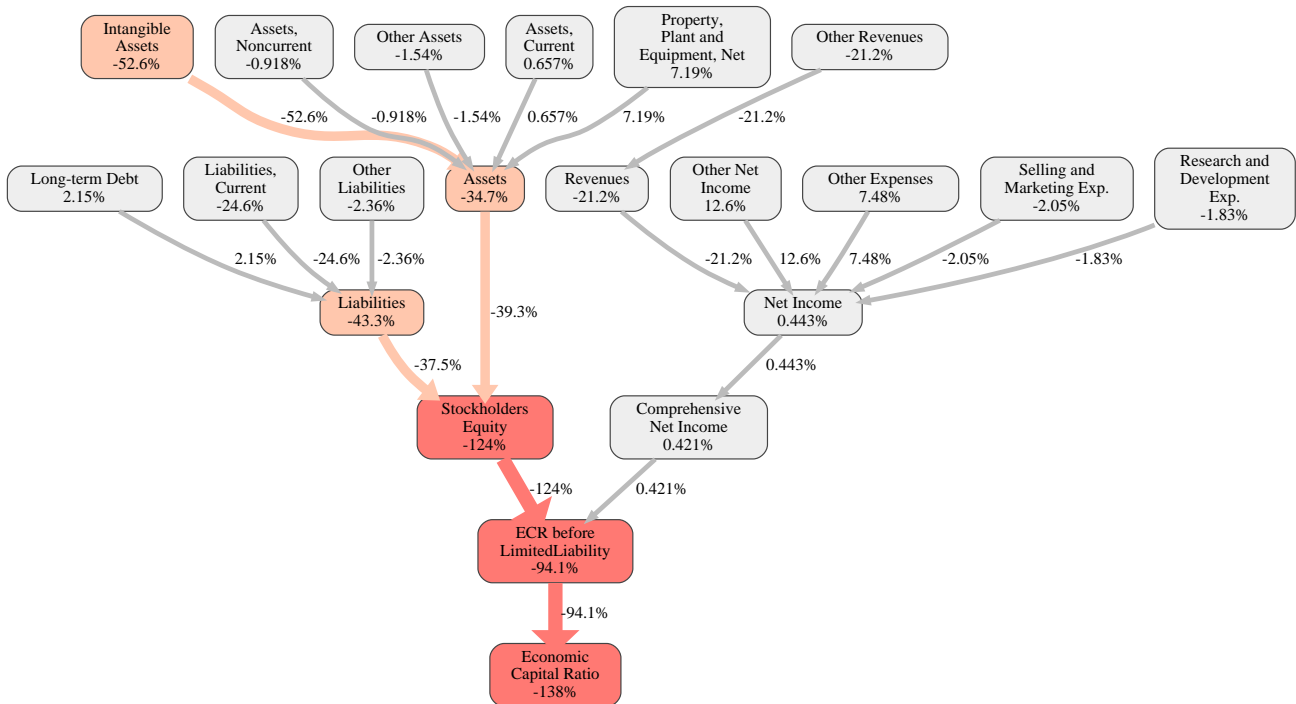 Intangible
Assets
-52.6%
Assets,
Noncurrent
-0.918%
Other Assets
-1.54%
Assets,
Current
0.657%
Property,
Plant and
Equipment, Net
7.19%
Other Revenues
-21.2%
-52.6%
-0.918%
-1.54%
0.657%
7.19%
-21.2%
Long-term Debt
2.15%
Liabilities,
Current
-24.6%
Other
Liabilities
-2.36%
Assets
-34.7%
Revenues
-21.2%
Other Net
Income
12.6%
Other Expenses
7.48%
Selling and
Marketing Exp.
-2.05%
Research and
Development
Exp.
-1.83%
2.15%
-24.6%
-2.36%
-21.2%
12.6%
7.48%
-2.05%
-1.83%
Liabilities
-43.3%
-39.3%
Net Income
0.443%
-37.5%
0.443%
Stockholders
Equity
-124%
Comprehensive
Net Income
0.421%
-124%
0.421%
ECR before
LimitedLiability
-94.1%
-94.1%
Economic
Capital Ratio
-138%